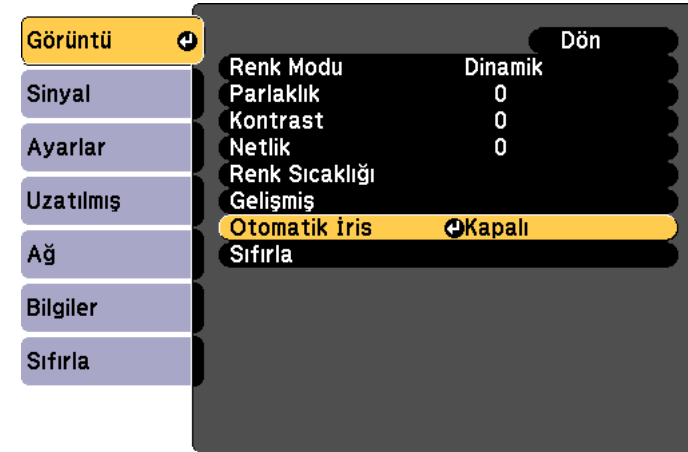 Görüntü
Sinyal
Ayarlar
Uzatılmış
Ağ
Bilgiler
Sıfırla
Dön
Renk Modu Dinamik
Parlaklık 0
Kontrast 0
Netlik 0
Renk Sıcaklığı
Gelişmiş
Otomatik İris Kapalı
Sıfırla